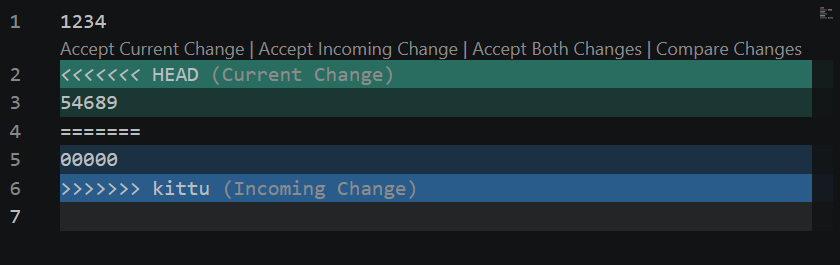 1 1234
Accept Current Change | Accept Incoming Change | Accept Both Changes | Compare Changes
2 <<<<<<< HEAD (Current Change)
3 54689
4 =======
5 00000
6 >>>>>>> kittu (Incoming Change)
7